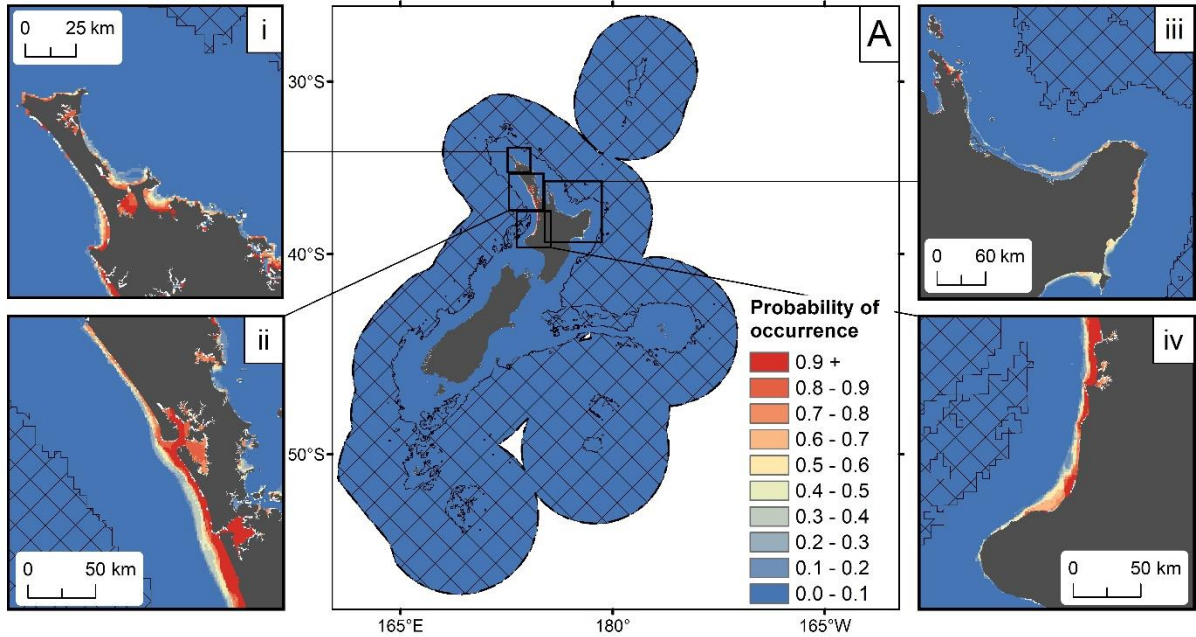 0 25 km
i
A
iii
30°S
40°S
50°S
0 60 km
ii
0 50 km
Probability of
occurrence
0.9 +
0.8 - 0.9
0.7 - 0.8
0.6 - 0.7
0.5 - 0.6
0.4 - 0.5
0.3 - 0.4
0.2 - 0.3
0.1 - 0.2
0.0 - 0.1
iv
0 50 km
165°E
180°
165°W